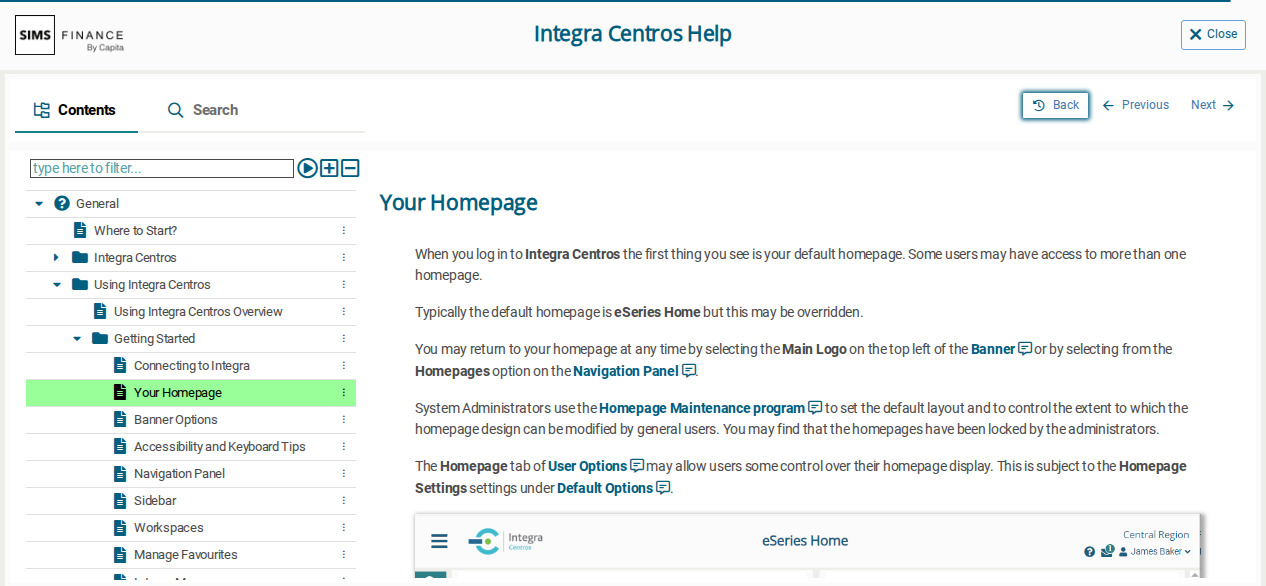 SIMS FINANCE
By Capita
Integra Centros Help
Close
Contents
Search
Back
Previous
Next
type here to filter...
General
Where to Start?
Integra Centros
Using Integra Centros
Using Integra Centros Overview
Getting Started
Connecting to Integra
Your Homepage
Banner Options
Accessibility and Keyboard Tips
Navigation Panel
Sidebar
Workspaces
Manage Favourites
Your Homepage
When you log in to Integra Centros the first thing you see is your default homepage. Some users may have access to more than one
homepage.
Typically the default homepage is eSeries Home but this may be overridden.
You may return to your homepage at any time by selecting the Main Logo on the top left of the Banner or by selecting from the
Homepages option on the Navigation Panel.
System Administrators use the Homepage Maintenance program to set the default layout and to control the extent to which the
homepage design can be modified by general users. You may find that the homepages have been locked by the administrators.
The Homepage tab of User Options may allow users some control over their homepage display. This is subject to the Homepage
Settings settings under Default Options.
Integra
Centros
eSeries Home
Central Region
1
James Baker